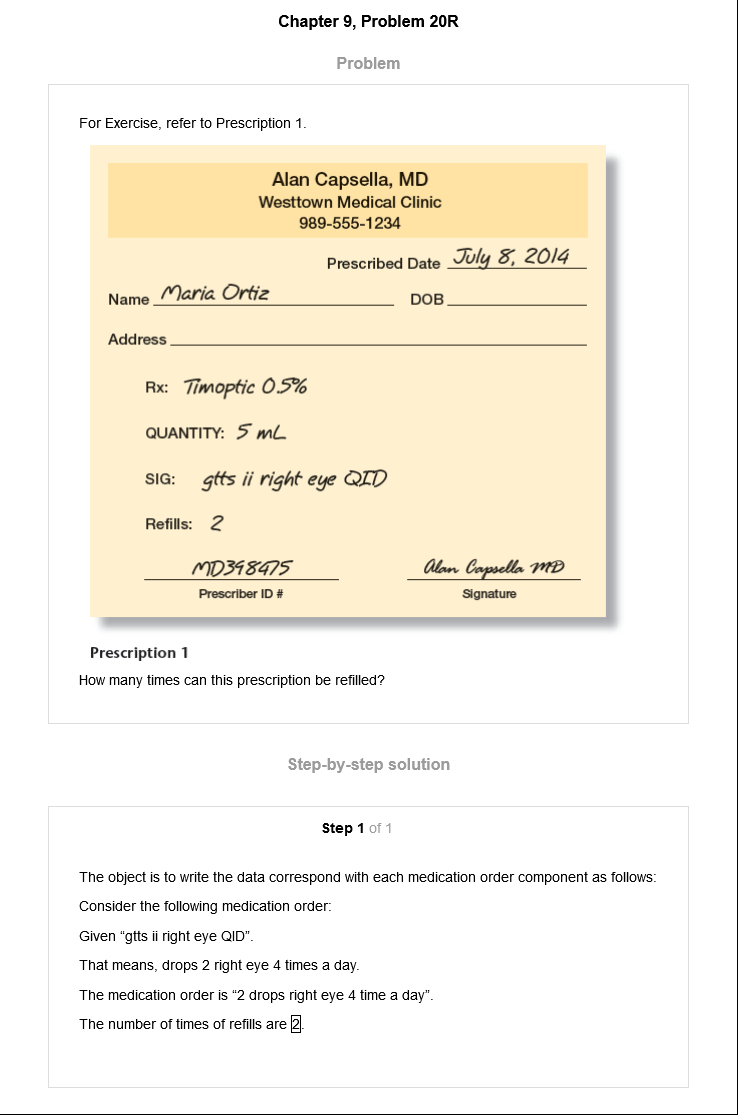 Chapter 9, Problem 20R
Problem
For Exercise, refer to Prescription 1.
Alan Capsella, MD
Westtown Medical Clinic
989-555-1234
Prescribed Date July 8, 2014
Name Maria Ortiz DOB
Address
Rx: Timoptic 0.5%
QUANTITY: 5 mL
SIG: gtts ii right eye QID
Refills: 2
MD398475 Alan Capsella MD
Prescriber ID # Signature
Prescription 1
How many times can this prescription be refilled?
Step-by-step solution
Step 1 of 1
The object is to write the data correspond with each medication order component as follows:
Consider the following medication order:
Given “gtts ii right eye QID”.
That means, drops 2 right eye 4 times a day.
The medication order is “2 drops right eye 4 time a day”.
The number of times of refills are 2.